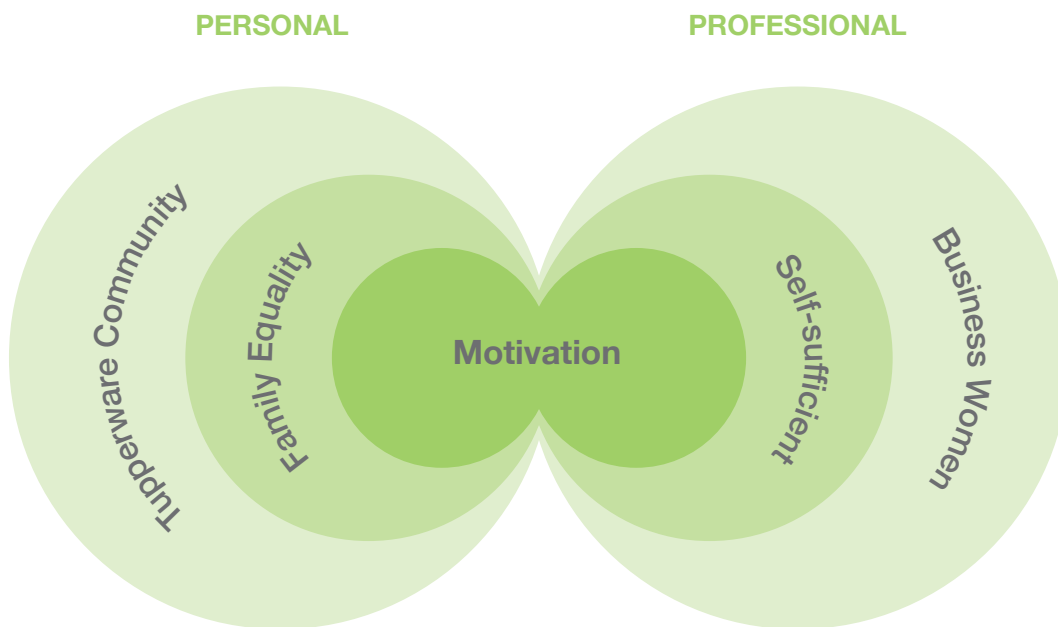 PERSONAL
PROFESSIONAL
Tupperware Community
Family Equality
Motivation
Self-sufficient
Business Women